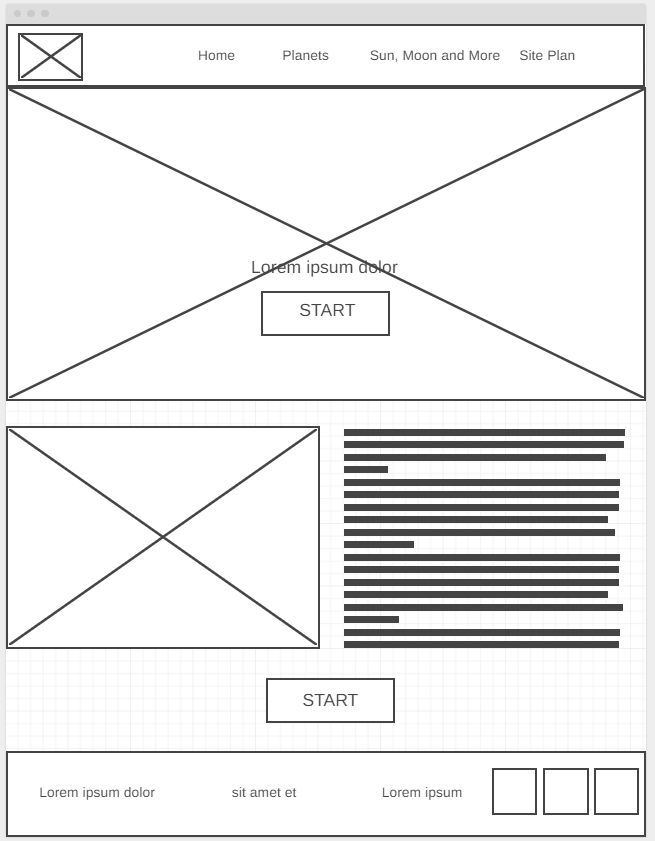 Home Planets Sun, Moon and More Site Plan
Lorem ipsum dolor
START
START
Lorem ipsum dolor sit amet et Lorem ipsum